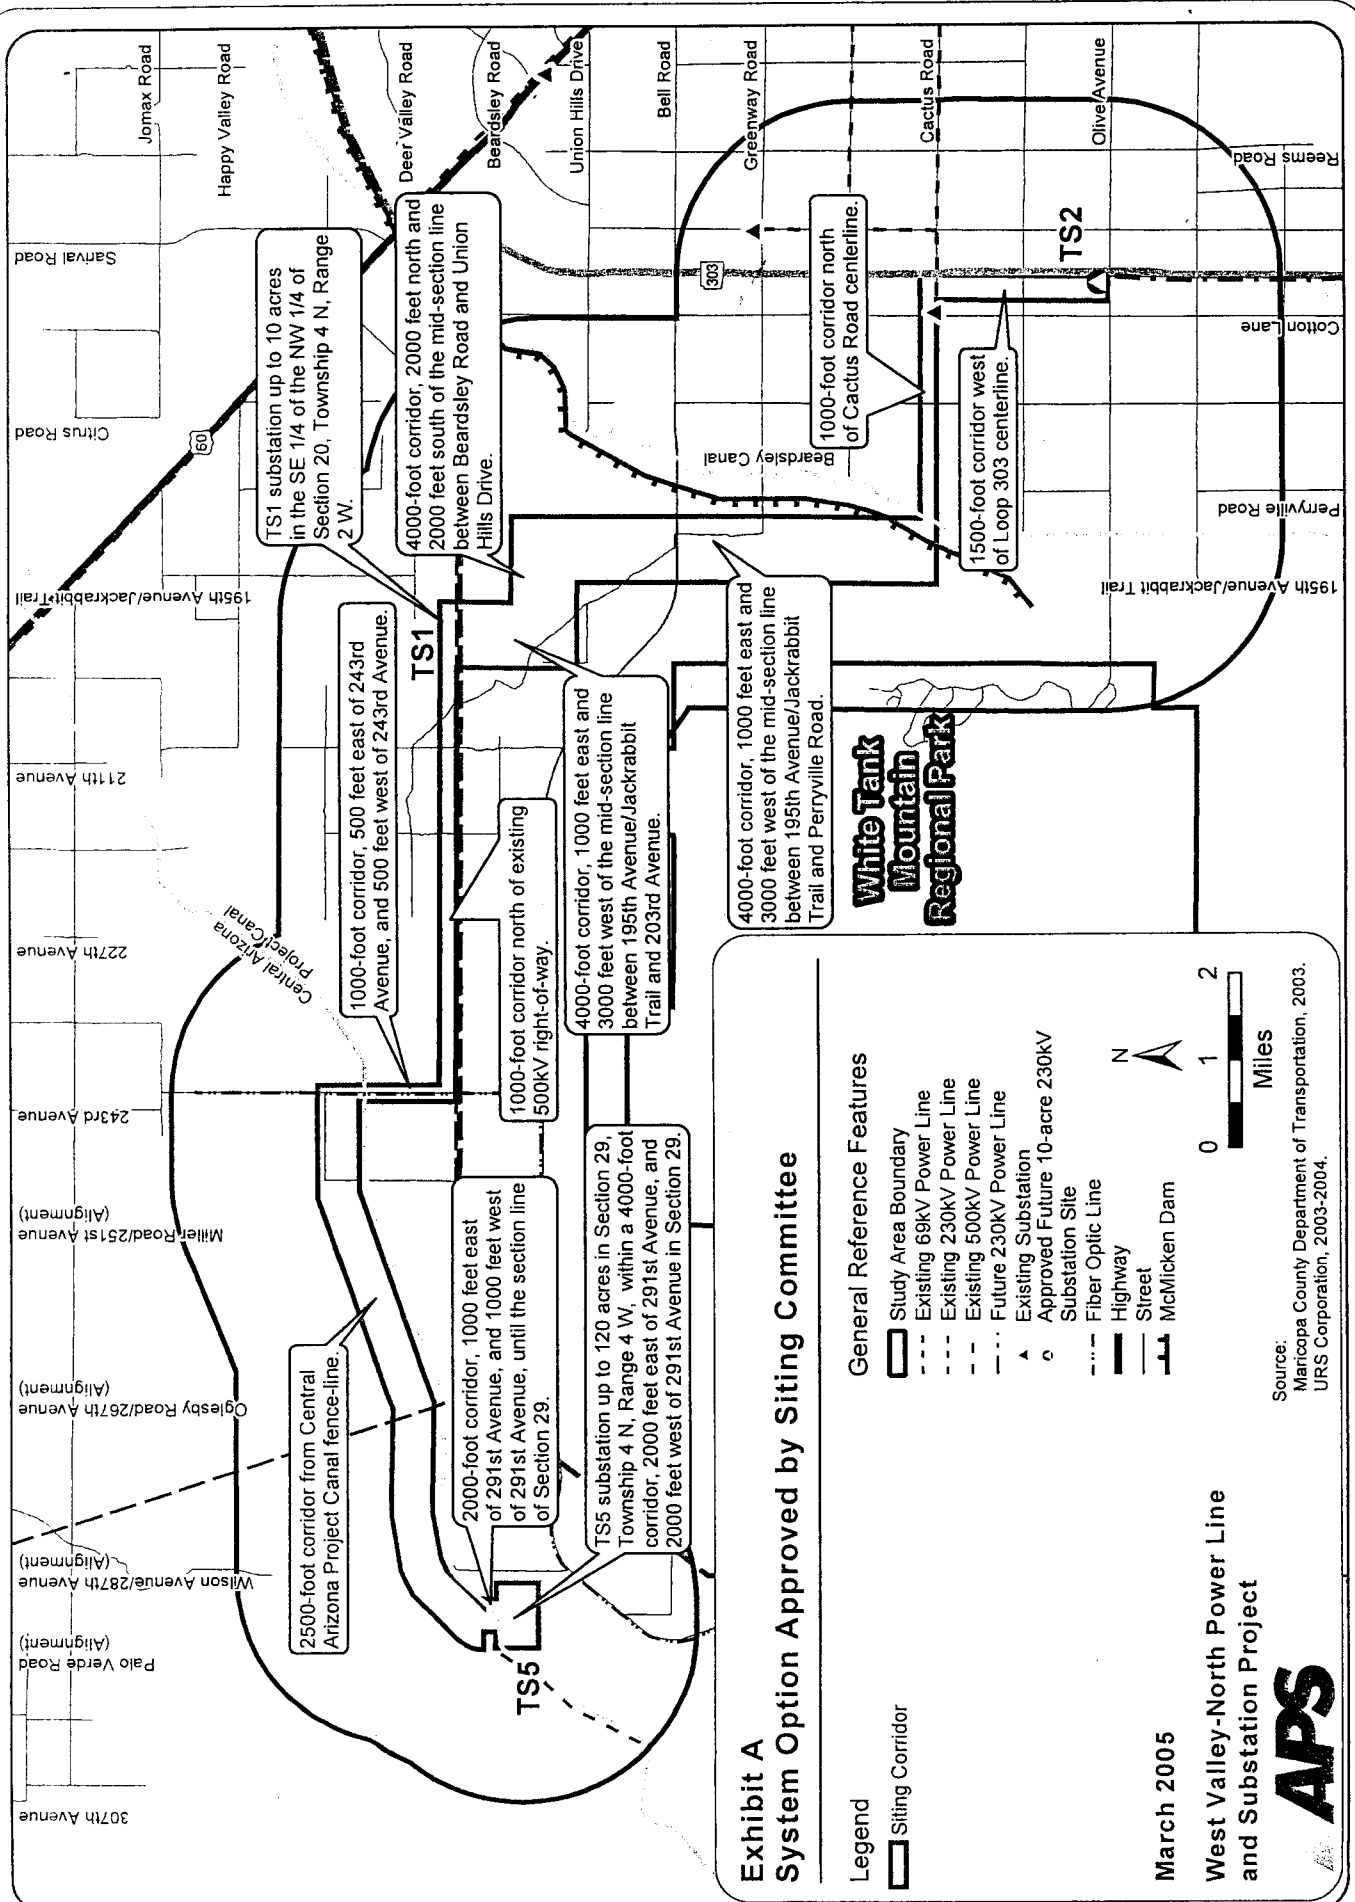 307th Avenue
Palo Verde Road
(Alignment)
Wilson Avenue/287th Avenue
(Alignment)
Oglesby Road/267th Avenue
(Alignment)
Miller Road/251st Avenue
(Alignment)
243rd Avenue
227th Avenue
211th Avenue
195th Avenue/Jackrabbit Trail
Citrus Road
Sarival Road
Jomax Road
Happy Valley Road
Deer Valley Road
Beardsley Road
Union Hills Drive
Bell Road
Greenway Road
Cactus Road
Olive Avenue
Reems Road
Cotton Lane
Perryville Road
195th Avenue/Jackrabbit Trail
60
303
Central Arizona
Project Canal
Beardsley Canal
TS1
TS2
TS5
White Tank
Mountain
Regional Park
2500-foot corridor from Central
Arizona Project Canal fence-line.
1000-foot corridor, 500 feet east of 243rd
Avenue, and 500 feet west of 243rd Avenue.
TS1 substation up to 10 acres
in the SE 1/4 of the NW 1/4 of
Section 20, Township 4 N, Range
2 W.
4000-foot corridor, 2000 feet north and
2000 feet south of the mid-section line
between Beardsley Road and Union
Hills Drive.
2000-foot corridor, 1000 feet east
of 291st Avenue, and 1000 feet west
of 291st Avenue, until the section line
of Section 29.
1000-foot corridor north of existing
500kV right-of-way.
TS5 substation up to 120 acres in Section 29,
Township 4 N, Range 4 W, within a 4000-foot
corridor, 2000 feet east of 291st Avenue, and
2000 feet west of 291st Avenue in Section 29.
4000-foot corridor, 1000 feet east and
3000 feet west of the mid-section line
between 195th Avenue/Jackrabbit
Trail and 203rd Avenue.
4000-foot corridor, 1000 feet east and
3000 feet west of the mid-section line
between 195th Avenue/Jackrabbit
Trail and Perryville Road.
1000-foot corridor north
of Cactus Road centerline.
1500-foot corridor west
of Loop 303 centerline.
Exhibit A
System Option Approved by Siting Committee
Legend
Siting Corridor
General Reference Features
Study Area Boundary
Existing 69kV Power Line
Existing 230kV Power Line
Existing 500kV Power Line
Future 230kV Power Line
Existing Substation
Approved Future 10-acre 230kV
Substation Site
Fiber Optic Line
Highway
Street
McMicken Dam
N
0 1 2
Miles
March 2005
West Valley-North Power Line
and Substation Project
Source:
Maricopa County Department of Transportation, 2003.
URS Corporation, 2003-2004.
APS